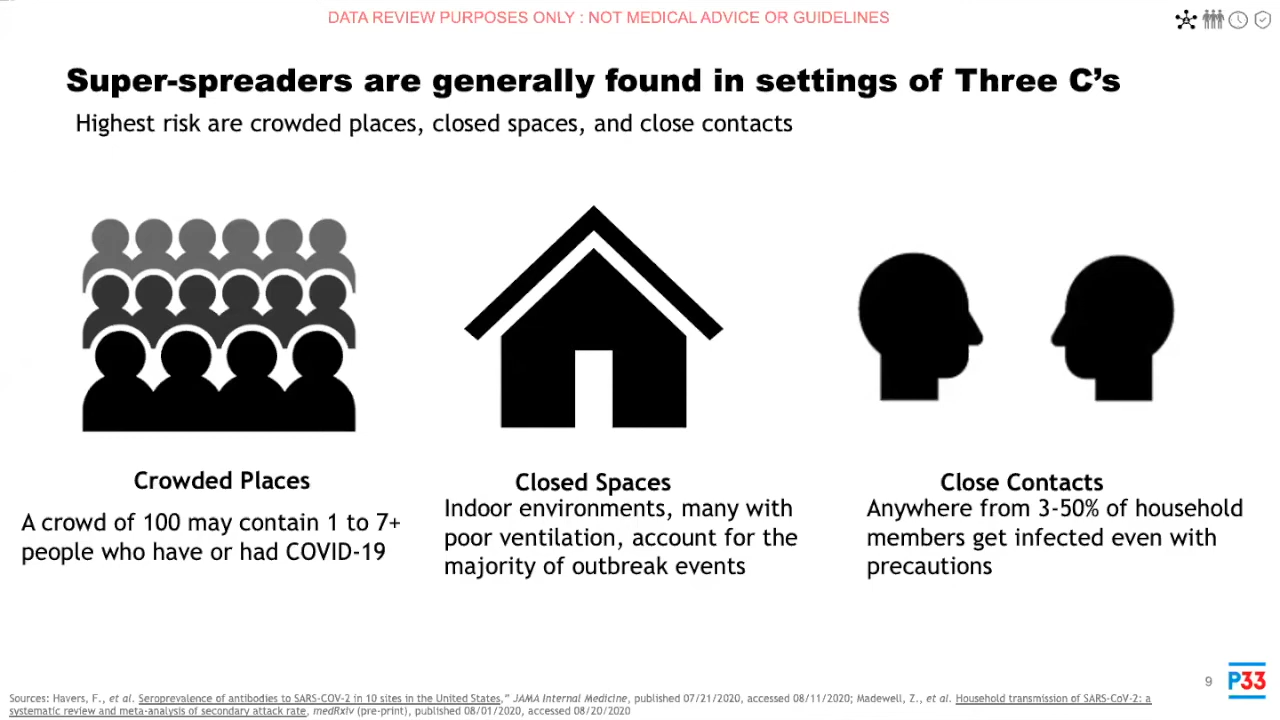 DATA REVIEW PURPOSES ONLY : NOT MEDICAL ADVICE OR GUIDELINES
Super-spreaders are generally found in settings of Three C’s
Highest risk are crowded places, closed spaces, and close contacts
Crowded Places
A crowd of 100 may contain 1 to 7+
people who have or had COVID-19
Closed Spaces
Indoor environments, many with
poor ventilation, account for the
majority of outbreak events
Close Contacts
Anywhere from 3-50% of household
members get infected even with
precautions
Sources: Havers, F., et al. Seroprevalence of antibodies to SARS-COV-2 in 10 sites in the United States,” JAMA Internal Medicine, published 07/21/2020, accessed 08/11/2020; Madewell, Z., et al. Household transmission of SARS-CoV-2: a
systematic review and meta-analysis of secondary attack rate, medRxiv (pre-print), published 08/01/2020, accessed 08/20/2020
9
P33